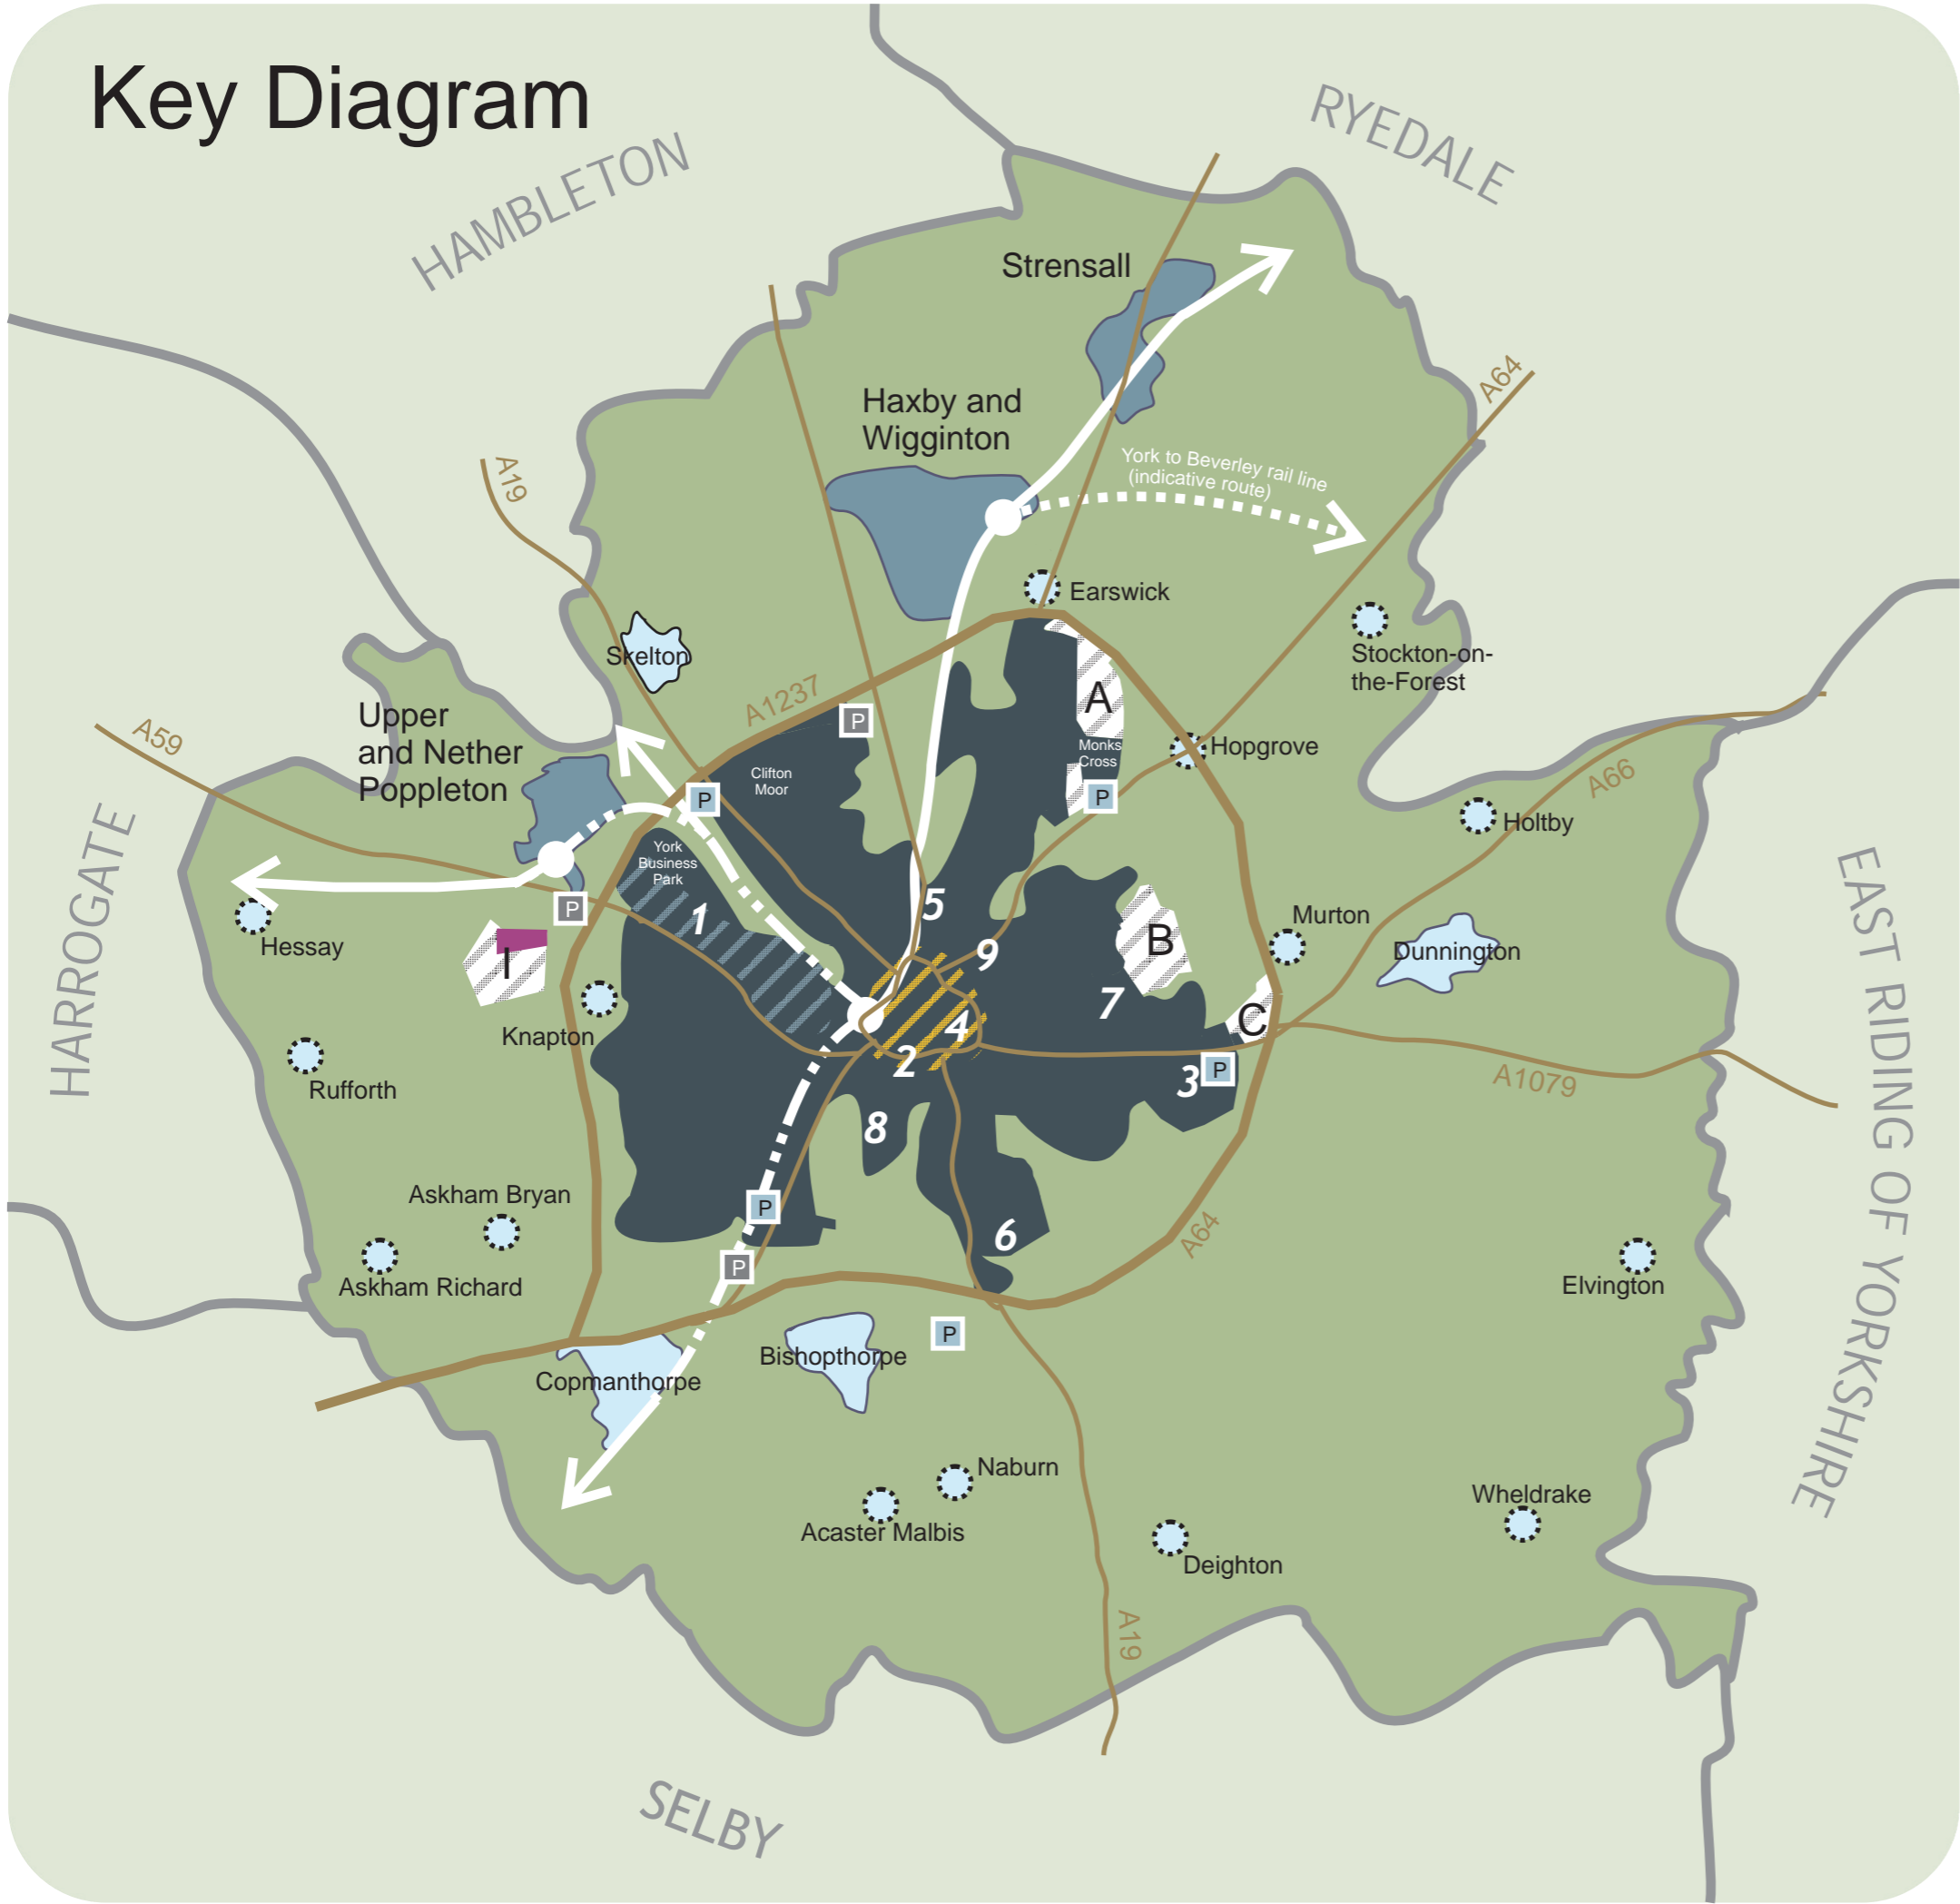 Key Diagram
HAMBLETON
RYEDALE
Strensall
A64
Haxby and
Wigginton
York to Beverley rail line
(indicative route)
A19
Earswick
Stockton-on-
the-Forest
Skelton
A1237
A
Upper
and Nether
Poppleton
A59
P
Monks
Cross
Hopgrove
Clifton
Moor
P
P
A66
Holtby
HARROGATE
York
Business
Park
EAST RIDING OF YORKSHIRE
P
1
5
Hessay
I
9
B
Murton
Dunnington
Knapton
4
7
C
2
Rufforth
3
P
A1079
8
Askham Bryan
P
6
A64
Askham Richard
P
Elvington
P
Bishopthorpe
Copmanthorpe
Naburn
Wheldrake
Acaster Malbis
Deighton
A19
SELBY